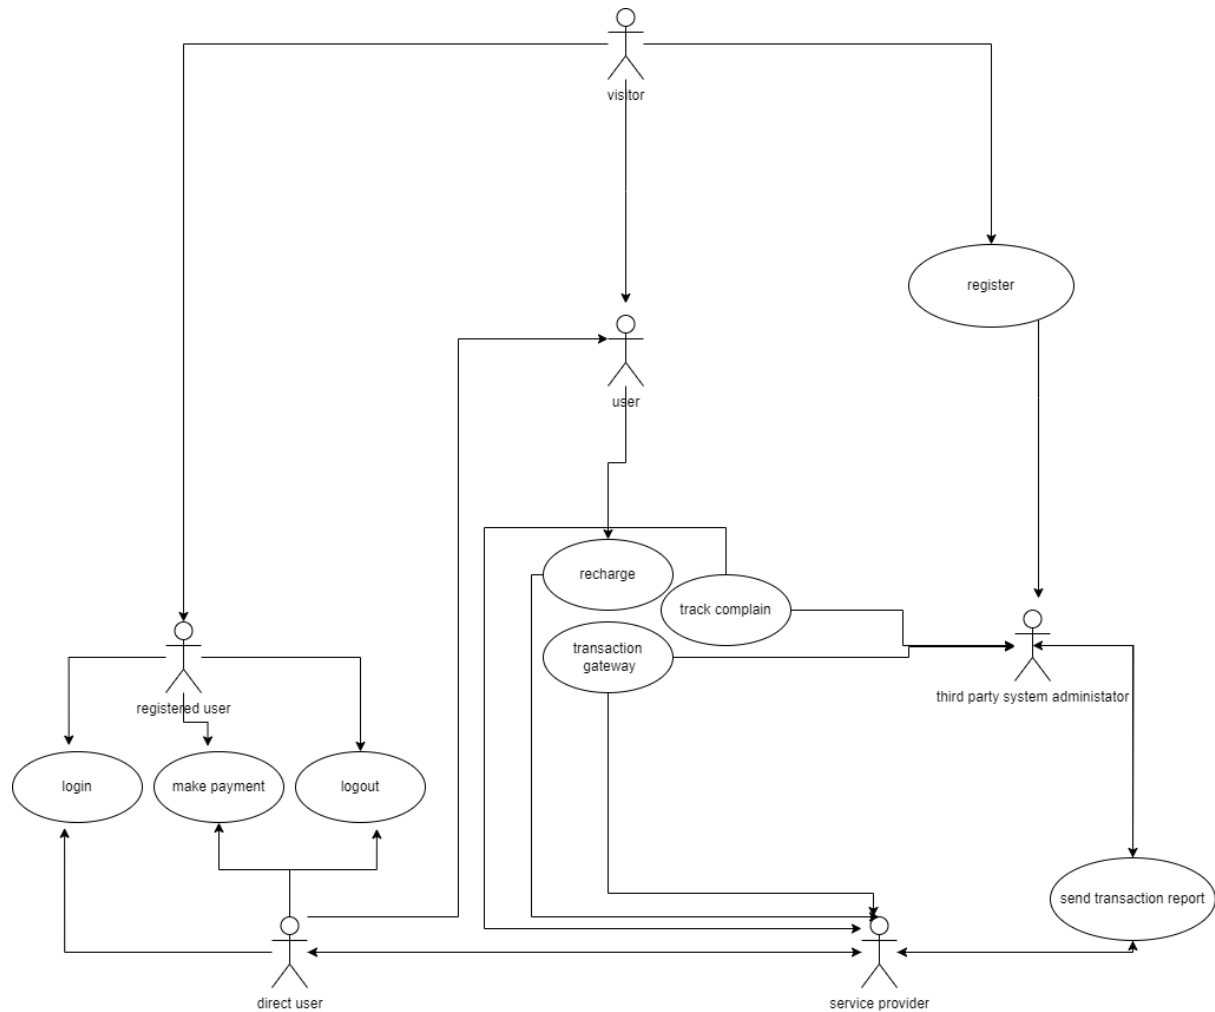 visitor
register
user
recharge
track complain
transaction
gateway
third party system administator
registered user
login
make payment
logout
send transaction report
direct user
service provider